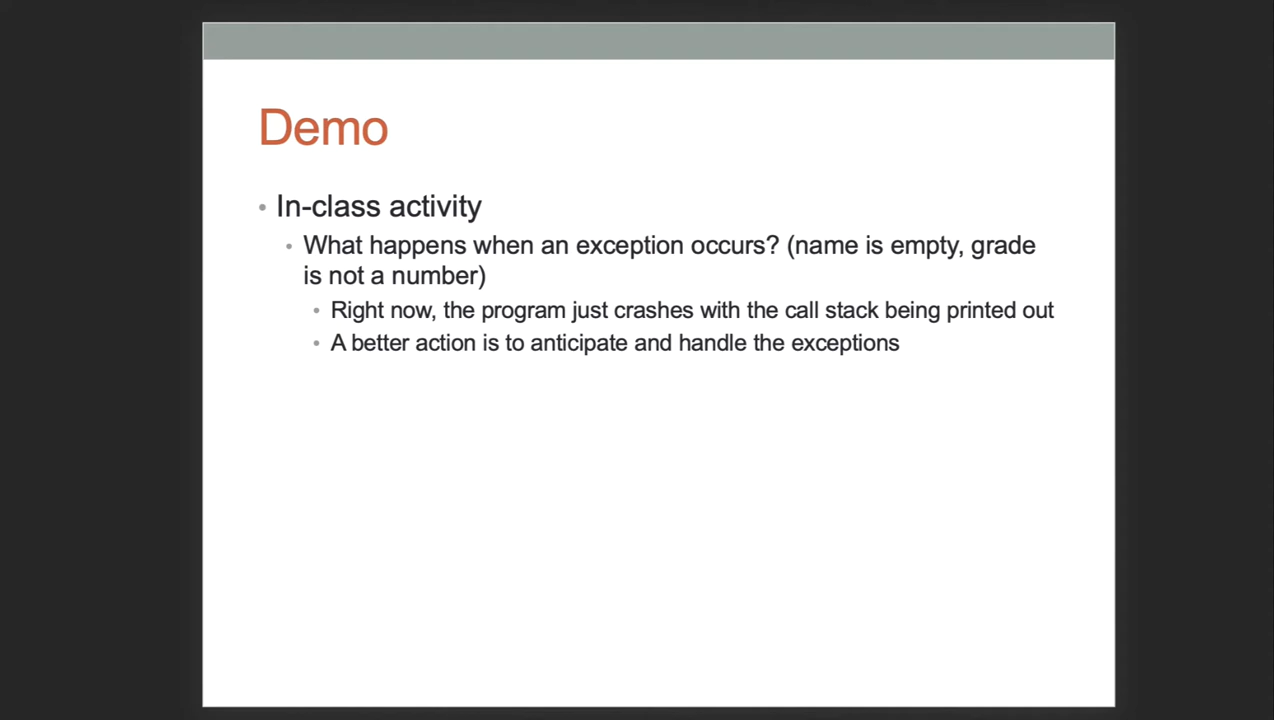 Demo
• In-class activity
• What happens when an exception occurs? (name is empty, grade
is not a number)
• Right now, the program just crashes with the call stack being printed out
• A better action is to anticipate and handle the exceptions